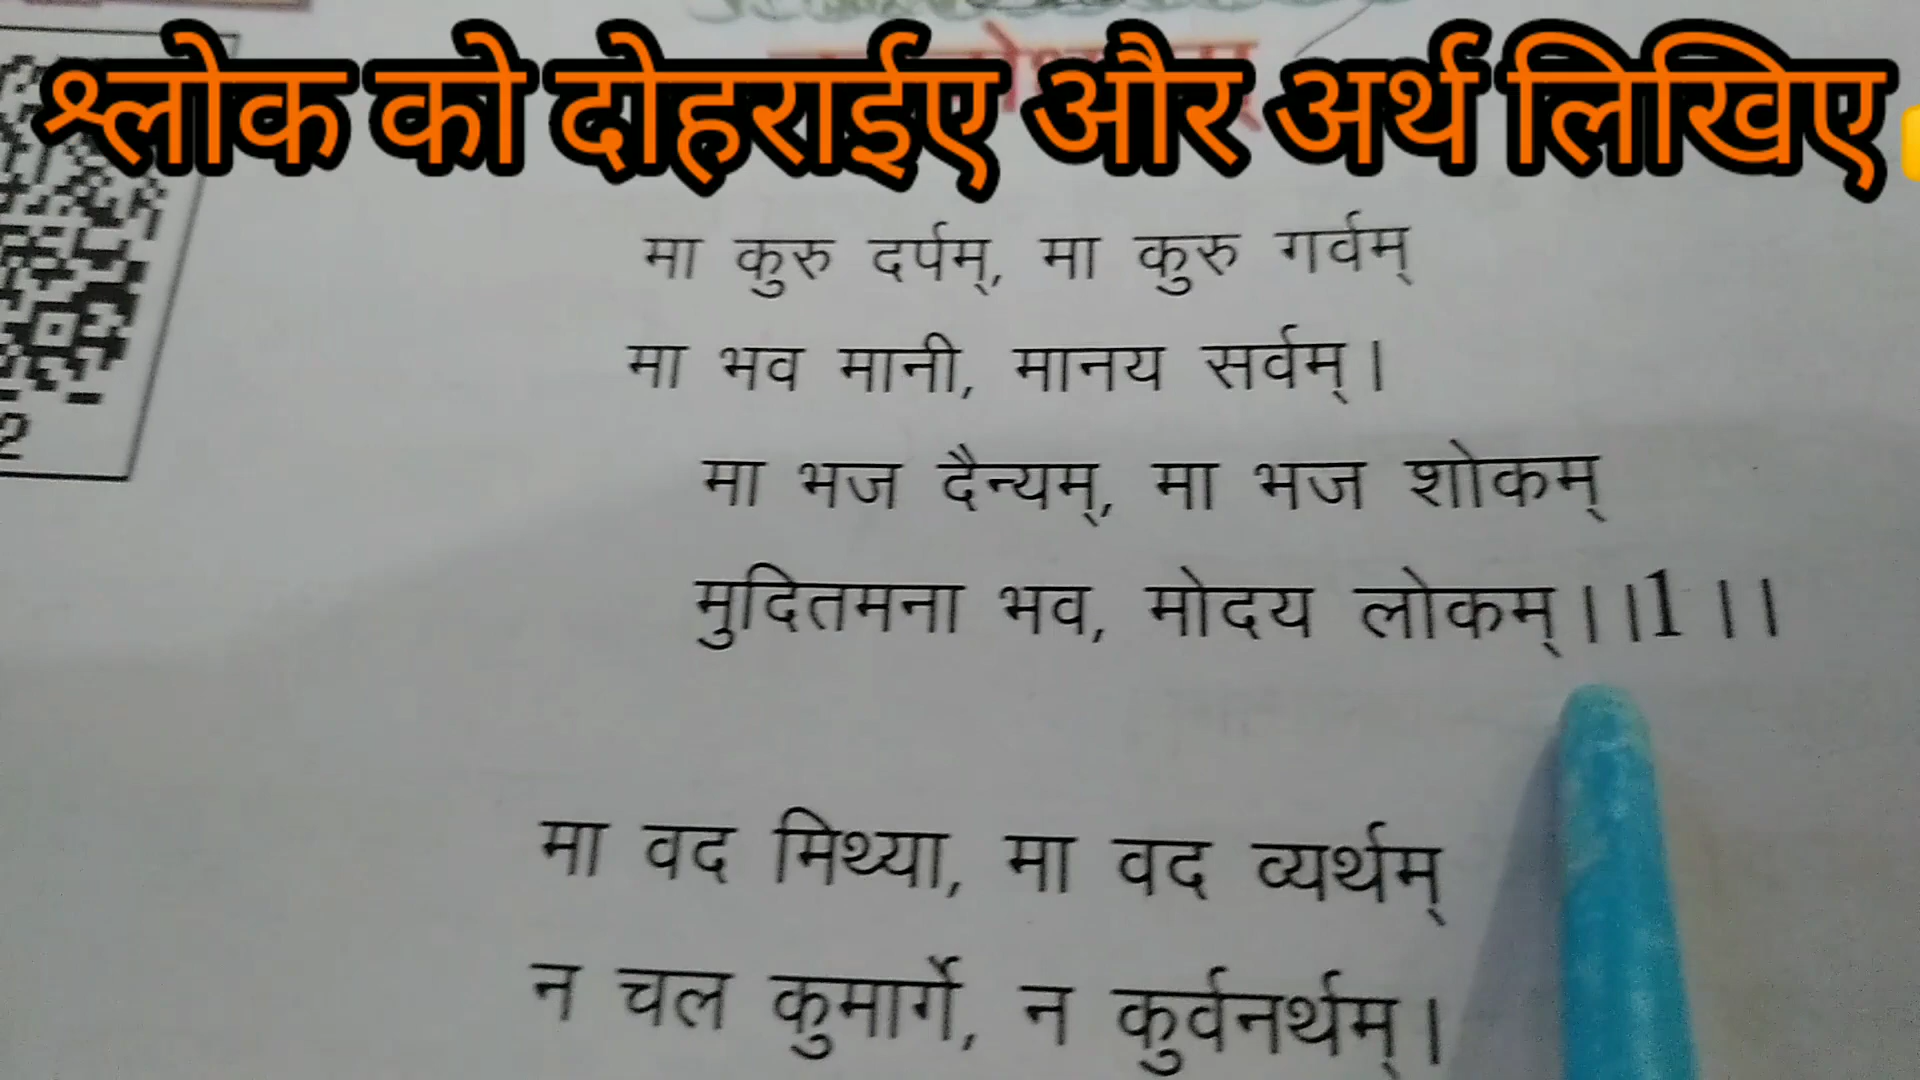 श्लोक को दोहराईए और अर्थ लिखिए
मा कुरु दर्पम्, मा कुरु गर्वम्
मा भव मानी, मानय सर्वम्।
मा भज दैन्यम्, मा भज शोकम्
मुदितमना भव, मोदय लोकम्।।।1।।
मा वद मिथ्या, मा वद व्यर्थम्
न चल कुमार्गे, न कुर्वनर्थम्।
2